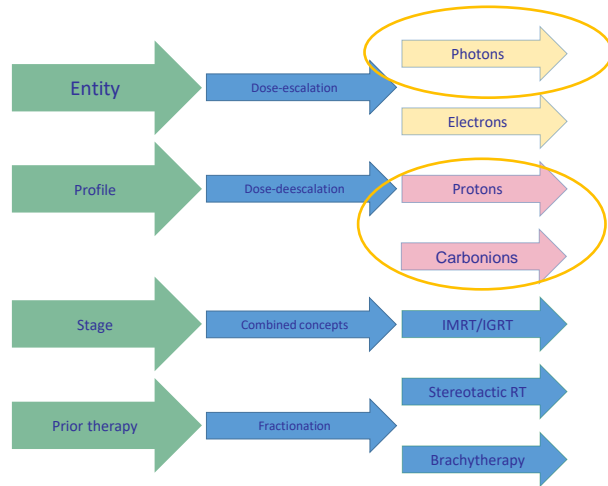 Photons
Entity
Dose-escalation
Electrons
Profile
Dose-deescalation
Protons
Carbonions
Stage
Combined concepts
IMRT/IGRT
Stereotactic RT
Prior therapy
Fractionation
Brachytherapy